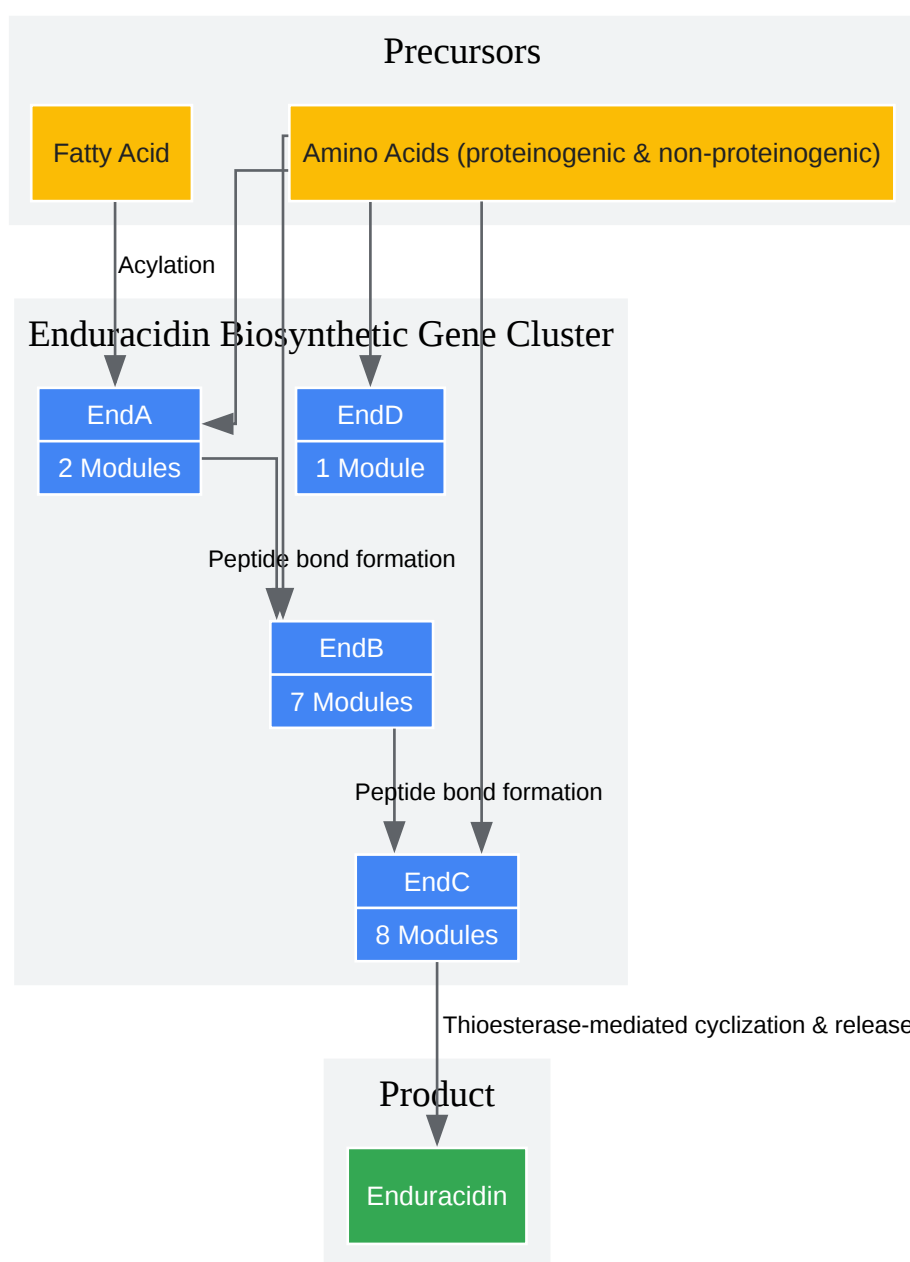 Precursors
Fatty Acid
Amino Acids (proteinogenic & non-proteinogenic)
Acylation
Enduracidin Biosynthetic Gene Cluster
EndA
2 Modules
EndD
1 Module
Peptide bond formation
EndB
7 Modules
Peptide bond formation
EndC
8 Modules
Thioesterase-mediated cyclization & release
Product
Enduracidin